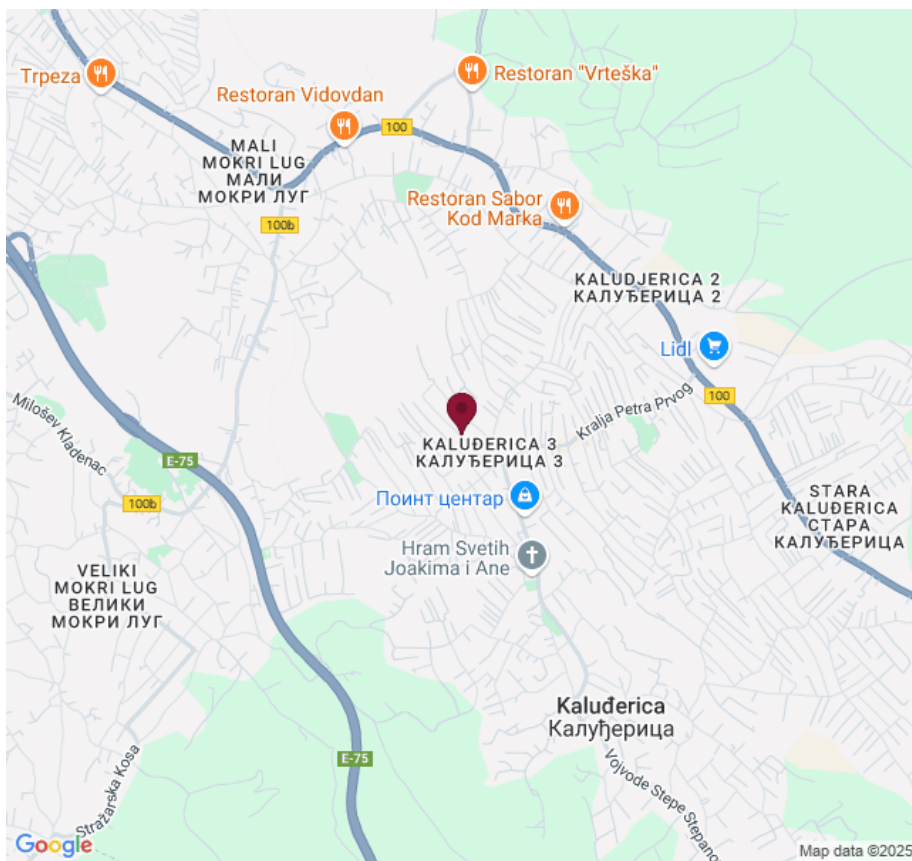 Trpeza
Restoran "Vrteška"
Restoran Vidovdan
100
MALI
MOKRI LUG
МАЛИ
МОКРИ ЛУГ
Restoran Sabor
Kod Marka
100b
KALUDJERICA 2
КАЛУЂЕРИЦА 2
Lidl
100
Milošev Kladenac
Kralja Petra Prvog
KALUĐERICA 3
КАЛУЂЕРИЦА 3
E-75
100b
Поинт центар
STARA
KALUĐERICA
СТАРА
КАЛУЂЕРИЦА
Hram Svetih
Joakima i Ane
VELIKI
MOKRI LUG
ВЕЛИКИ
МОКРИ ЛУГ
Kaluđerica
Калуђерица
E-75
Stražarska Kosa
Vojvode Stepe Stepano
Google
Map data ©2025